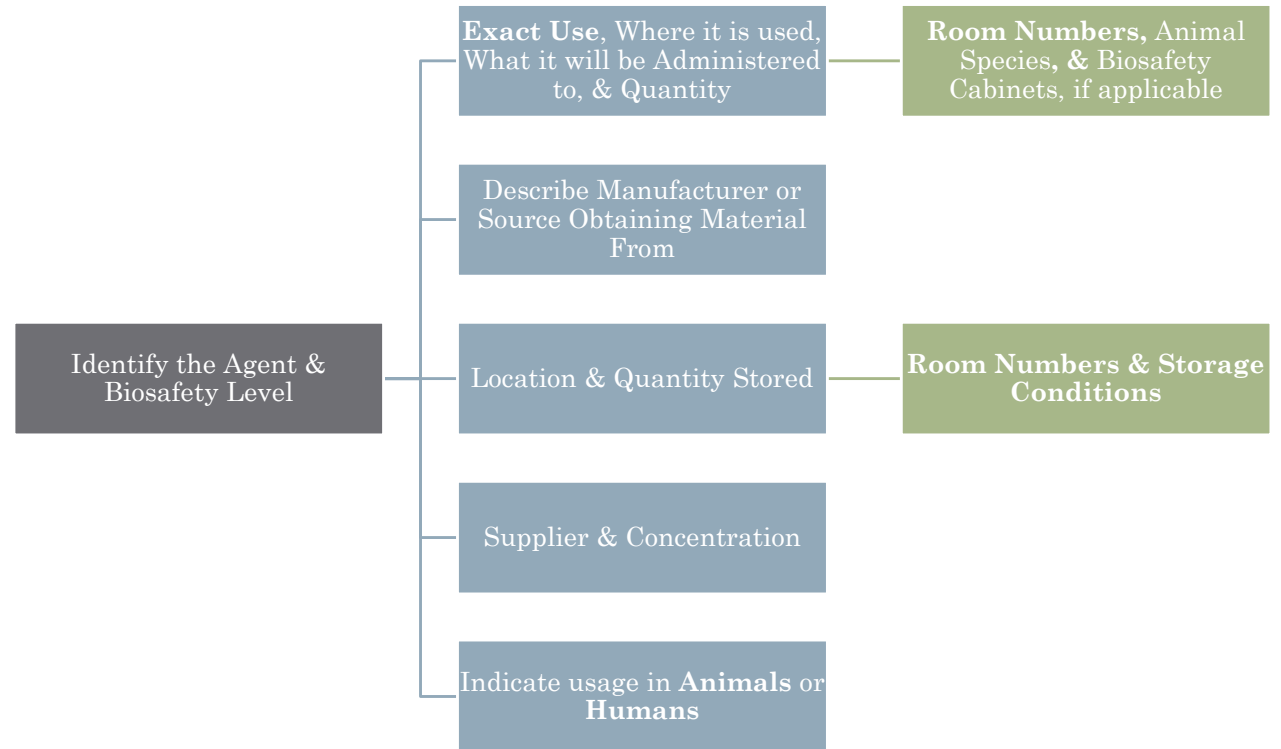 Exact Use, Where it is used,
What it will be Administered
to, & Quantity
Room Numbers, Animal
Species, & Biosafety
Cabinets, if applicable
Describe Manufacturer or
Source Obtaining Material
From
Identify the Agent &
Biosafety Level
Location & Quantity Stored
Room Numbers & Storage
Conditions
Supplier & Concentration
Indicate usage in Animals or
Humans